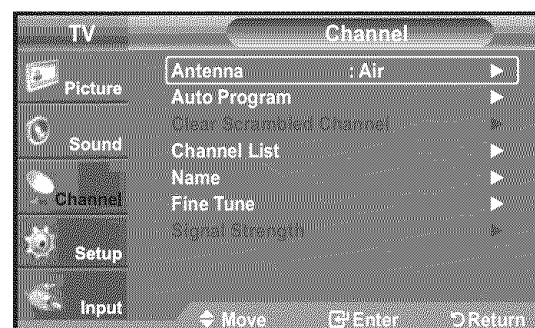 TV
Channel
Picture
Sound
Channel
Setup
Input
Antenna : Air
Auto Program
Clear Scrambled Channel
Channel List
Name
Fine Tune
Signal Strength
Move Enter Return